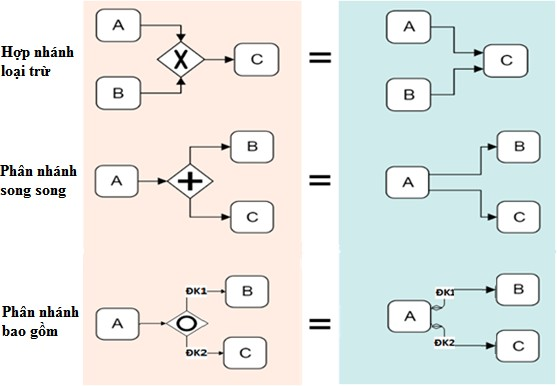 Hợp nhánh
loại trừ
A
B
X
C
=
A
B
C
Phân nhánh
song song
A
+
B
C
=
A
B
C
Phân nhánh
bao gồm
A
ĐK1
B
ĐK2
C
=
A
ĐK1
B
ĐK2
C